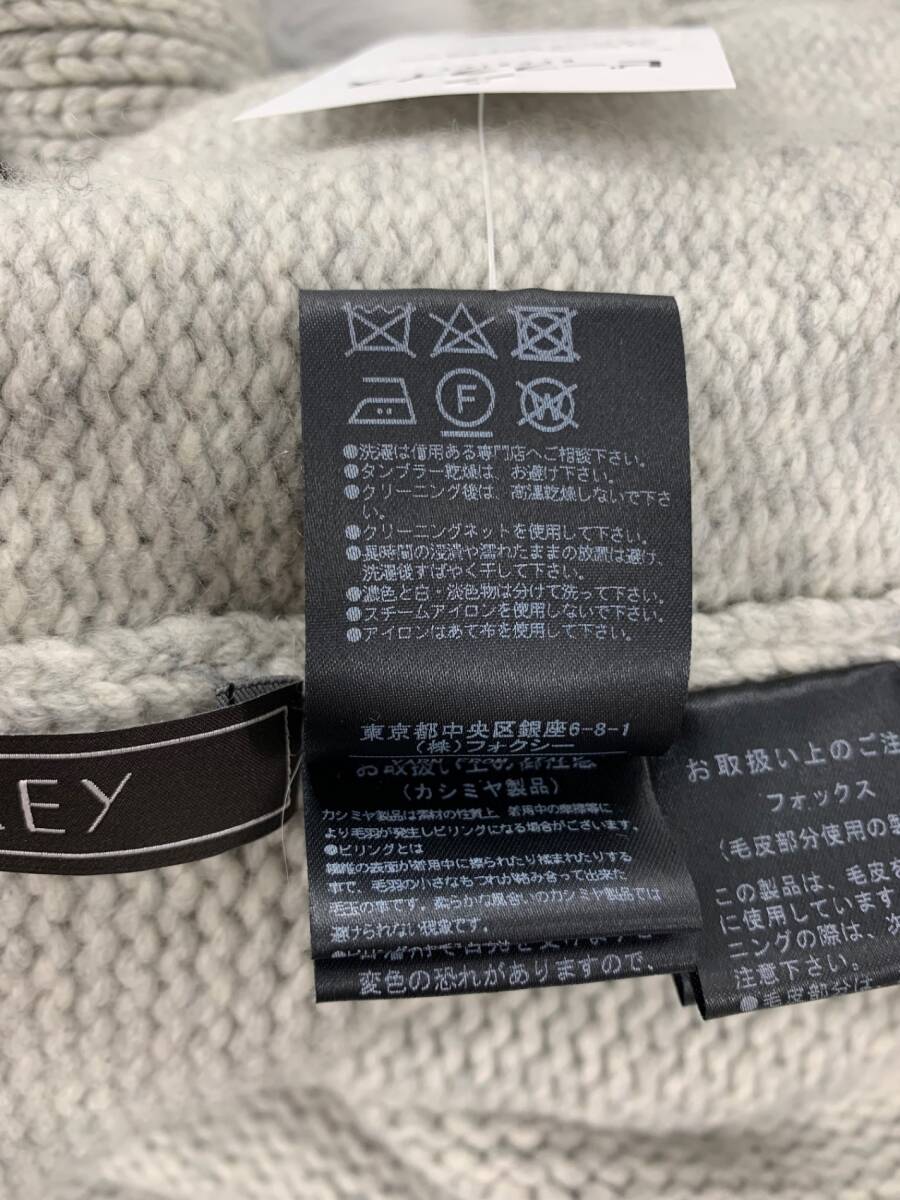 F
W
●洗濯は信用ある専門店へご相談下さい。
●タンブラー乾燥は、お避け下さい。
●クリーニング後は、高温乾燥しないで下さ
い。
●クリーニングネットを使用して下さい。
●長時間の浸漬や濡れたままの放置は避け、
洗濯後すばやく干して下さい。
●濃色と白・淡色物は分けて洗って下さい。
●スチームアイロンを使用しないで下さい。
●アイロンはあて布を使用して下さい。
東京都中央区銀座6-8-1
(株)フォクシー
LEY
(カシミヤ製品)
カシミヤ製品は素材の性質上 着用中の摩擦等に
より毛羽が発生しピリングになる場合がございます。
●ピリングとは
繊維の表面が着用中に擦られたり揉まれたりする
事で、毛羽の小さなもつれが絡み合って出来た
毛玉の事です。柔らかな風合いのカシミヤ製品では
避けられない現象です。
変色の恐れがありますので、
お取扱い上のご注
フォックス
(毛皮部分使用の製
この製品は、毛皮を
に使用しています
ニングの際は、次
注意下さい。
●毛皮部分は